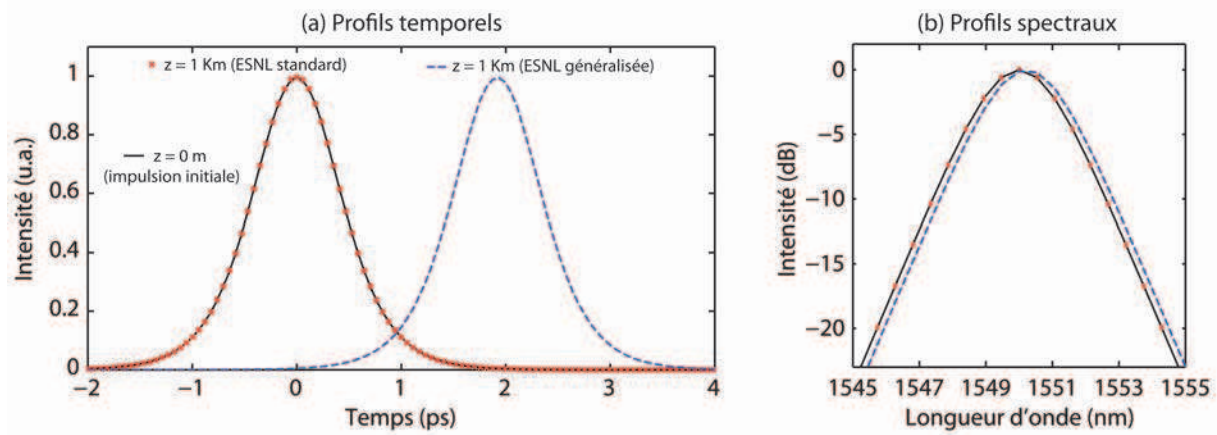 (a) Profils temporels
(b) Profils spectraux
z = 1 Km (ESNL standard)
z = 1 Km (ESNL généralisée)
z = 0 m
(impulsion initiale)
Intensité (u.a.)
1
0.8
0.6
0.4
0.2
0
−2 −1 0 1 2 3 4
Temps (ps)
Intensité (dB)
0
−5
−10
−15
−20
1545 1547 1549 1551 1553 1555
Longueur d'onde (nm)